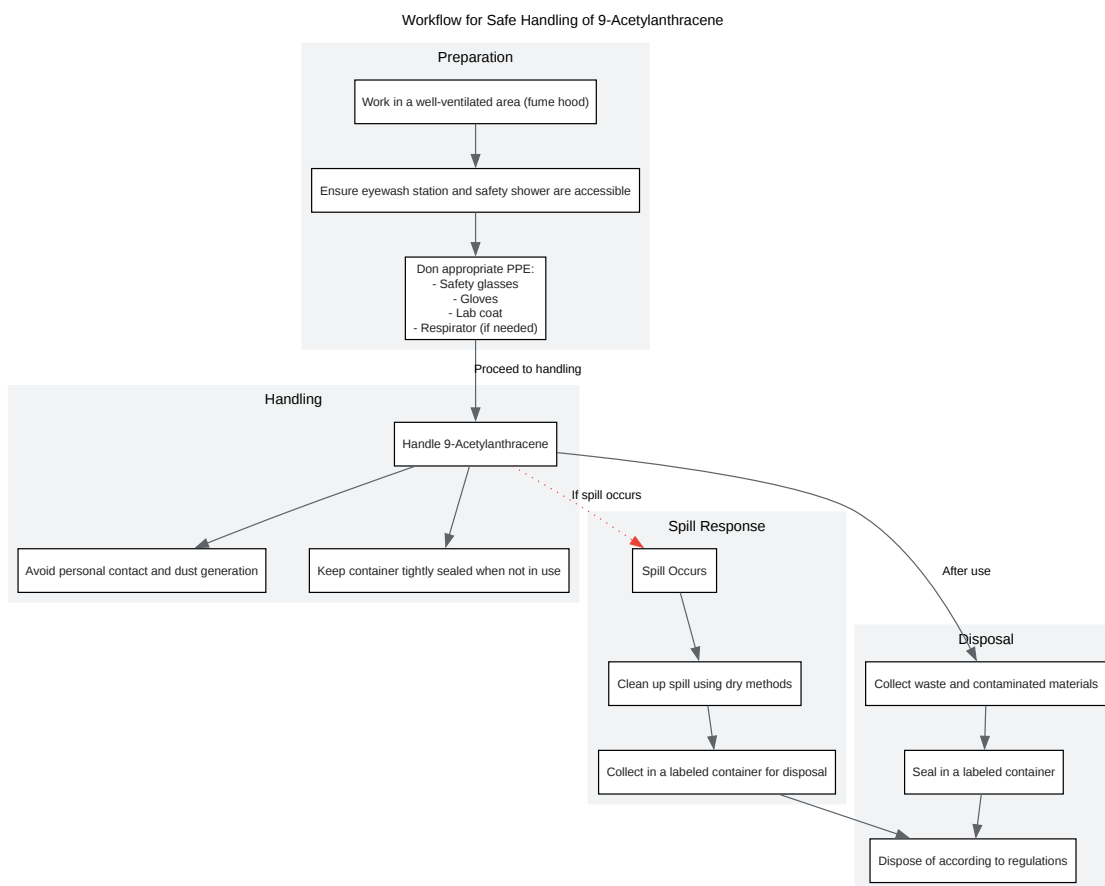 Workflow for Safe Handling of 9-Acetylanthracene
Preparation
Work in a well-ventilated area (fume hood)
Ensure eyewash station and safety shower are accessible
Don appropriate PPE:
- Safety glasses
- Gloves
- Lab coat
- Respirator (if needed)
Proceed to handling
Handling
Handle 9-Acetylanthracene
If spill occurs
Avoid personal contact and dust generation
Keep container tightly sealed when not in use
Spill Response
Spill Occurs
Clean up spill using dry methods
Collect in a labeled container for disposal
After use
Disposal
Collect waste and contaminated materials
Seal in a labeled container
Dispose of according to regulations